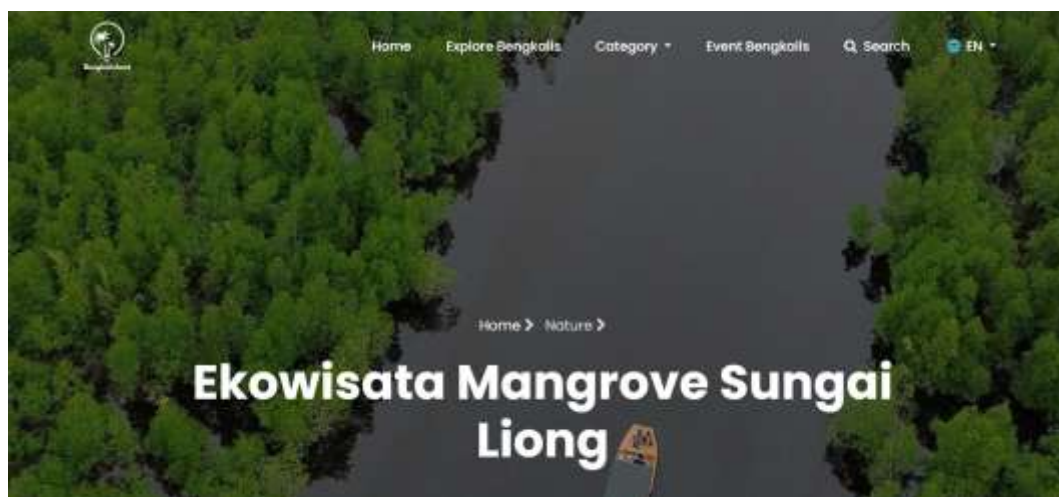 Home Explore Bengkalis Category Event Bengkalis Search EN
Home Nature
Ekowisata Mangrove Sungai
Liong